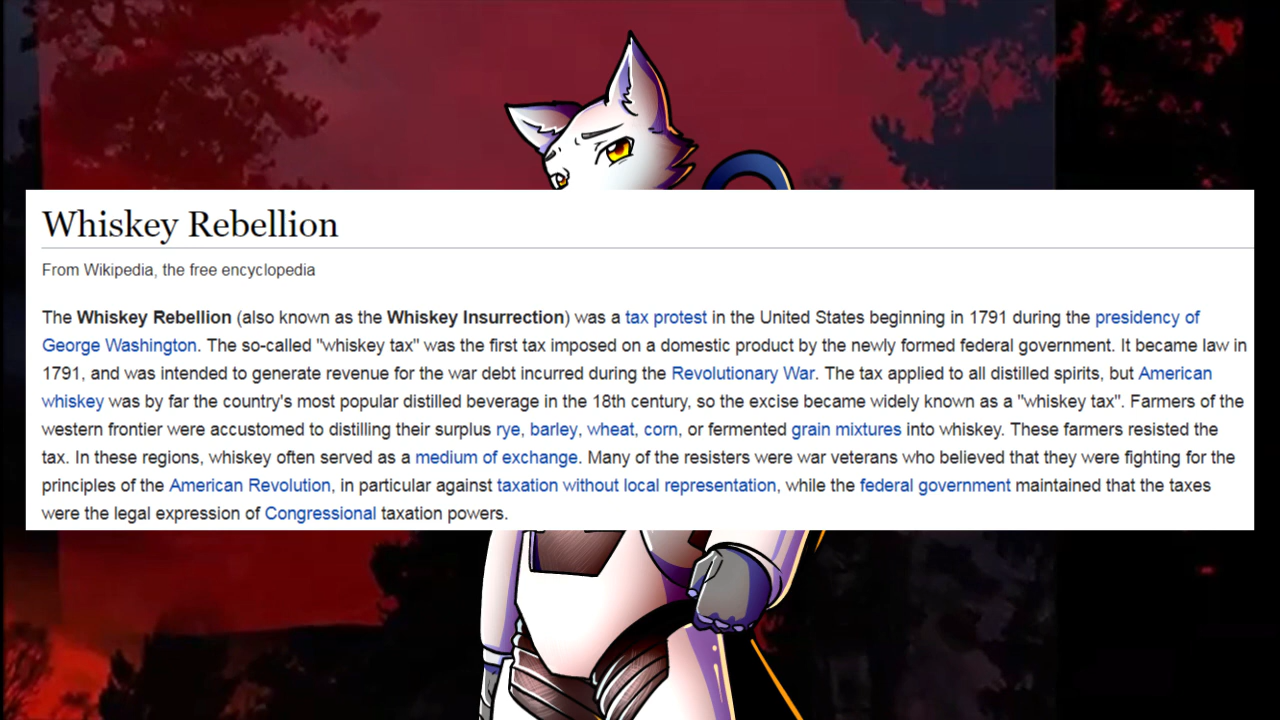 Whiskey Rebellion
From Wikipedia, the free encyclopedia
The Whiskey Rebellion (also known as the Whiskey Insurrection) was a tax protest in the United States beginning in 1791 during the presidency of
George Washington. The so-called "whiskey tax" was the first tax imposed on a domestic product by the newly formed federal government. It became law in
1791, and was intended to generate revenue for the war debt incurred during the Revolutionary War. The tax applied to all distilled spirits, but American
whiskey was by far the country's most popular distilled beverage in the 18th century, so the excise became widely known as a "whiskey tax". Farmers of the
western frontier were accustomed to distilling their surplus rye, barley, wheat, corn, or fermented grain mixtures into whiskey. These farmers resisted the
tax. In these regions, whiskey often served as a medium of exchange. Many of the resisters were war veterans who believed that they were fighting for the
principles of the American Revolution, in particular against taxation without local representation, while the federal government maintained that the taxes
were the legal expression of Congressional taxation powers.